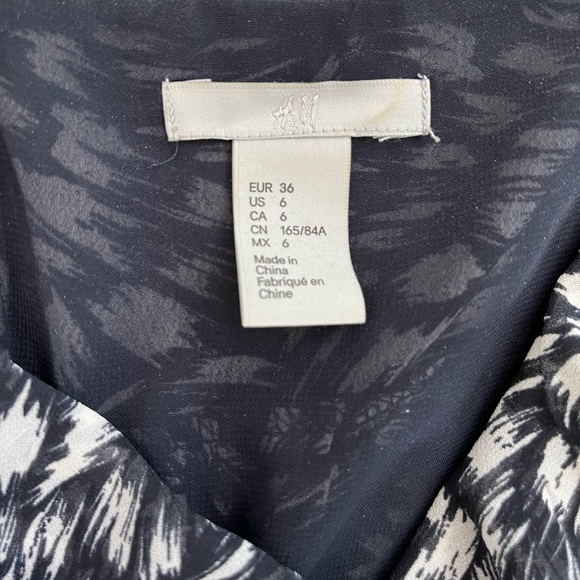 H&M
EUR 36
US 6
CA 6
CN 165/84A
MX 6
Made in
China
Fabriqué en
Chine